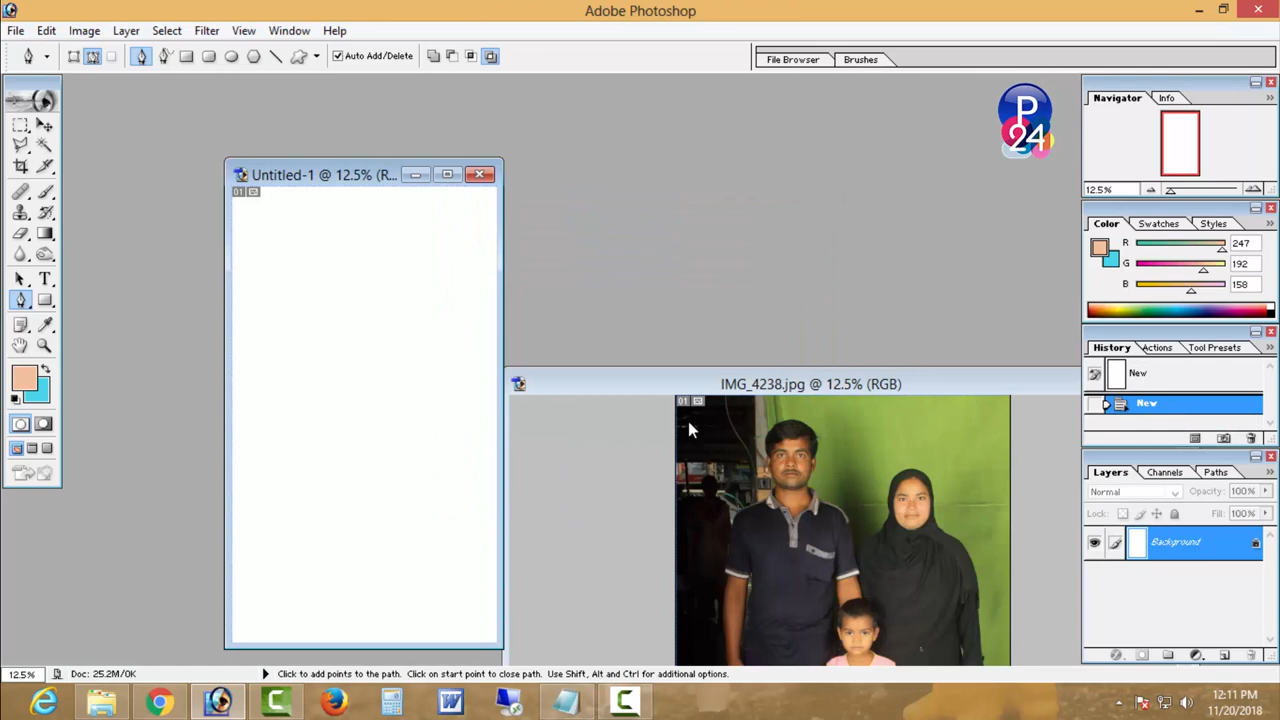 Adobe Photoshop
File Edit Image Layer Select Filter View Window Help
Auto Add/Delete
File Browser Brushes
P
24
Navigator Info
12.5%
Untitled-1 @ 12.5% (R...
01
Color Swatches Styles
R 247
G 192
B 158
History Actions Tool Presets
New
New
IMG_4238.jpg @ 12.5% (RGB)
01
Layers Channels Paths
Normal Opacity: 100%
Lock: Fill: 100%
Background
T
12.5% Doc: 25.2M/0K Click to add points to the path. Click on start point to close path. Use Shift, Alt and Ctrl for additional options.
12:11 PM
11/20/2018